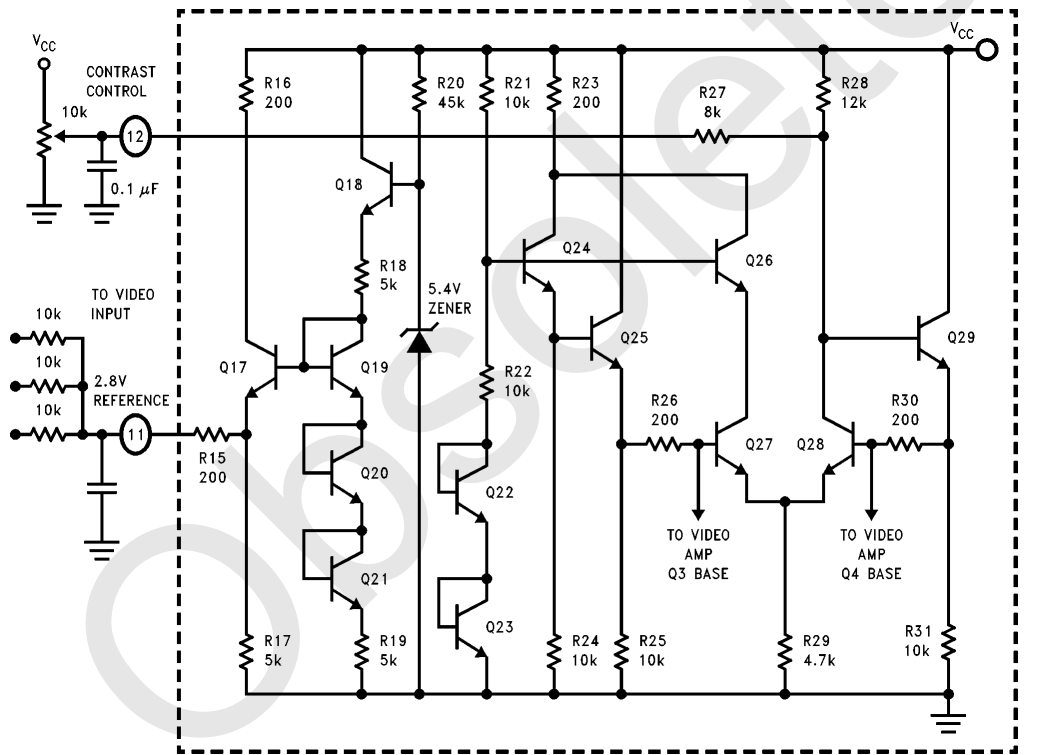 Obsolete
VCC
CONTRAST
CONTROL
10k
12
0.1 μF
R16
200
R20
45k
R21
10k
R23
200
R27
8k
R28
12k
VCC
Q18
R18
5k
5.4V
ZENER
Q24
Q26
TO VIDEO
INPUT
10k
10k
10k
2.8V
REFERENCE
11
R15
200
Q17
Q19
R22
10k
Q25
Q29
R26
200
R30
200
Q20
Q22
Q27
Q28
TO VIDEO
AMP
Q3 BASE
TO VIDEO
AMP
Q4 BASE
Q21
Q23
R17
5k
R19
5k
R24
10k
R25
10k
R29
4.7k
R31
10k